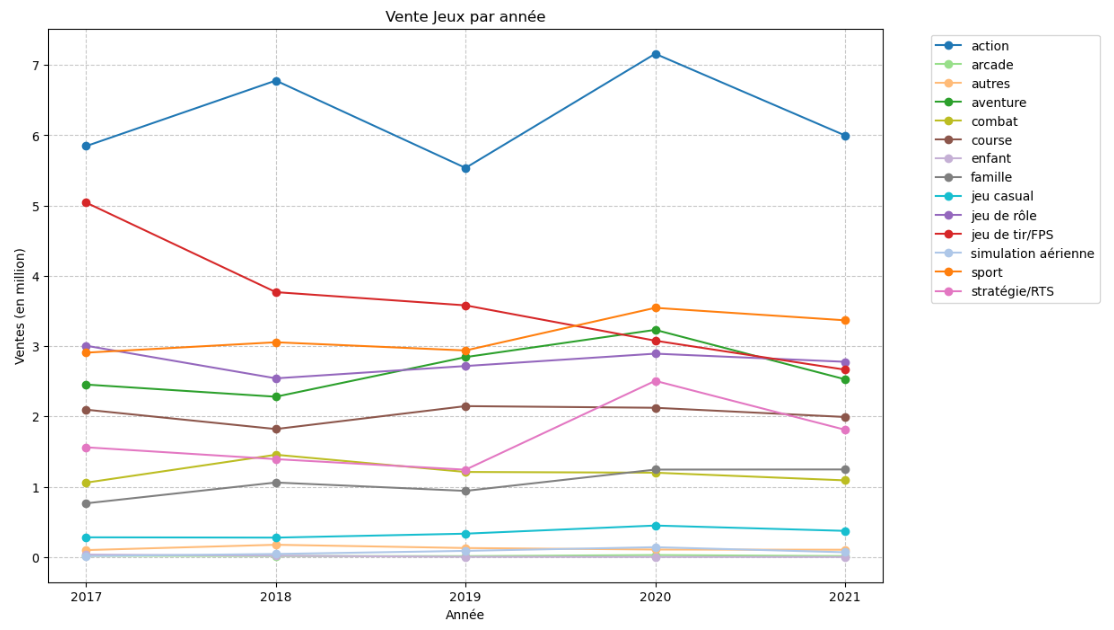 Vente Jeux par année
Ventes (en million)
7
6
5
4
3
2
1
0
2017 2018 2019 2020 2021
Année
action
arcade
autres
aventure
combat
course
enfant
famille
jeu casual
jeu de rôle
jeu de tir/FPS
simulation aérienne
sport
stratégie/RTS